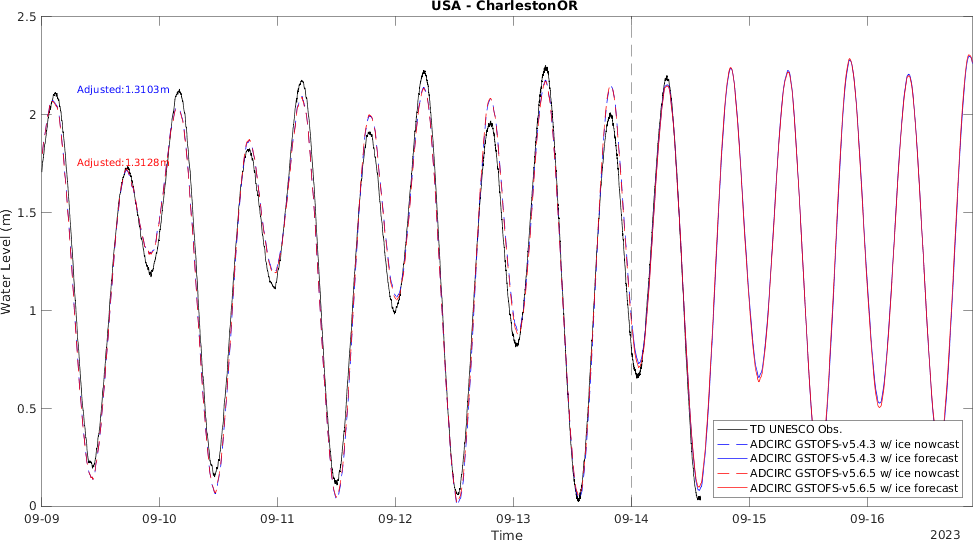 USA - CharlestonOR
2.5
2
1.5
1
0.5
0
Water Level (m)
Adjusted:1.3103m
Adjusted:1.3128m
TD UNESCO Obs.
ADCIRC GSTOFS-v5.4.3 w/ ice nowcast
ADCIRC GSTOFS-v5.4.3 w/ ice forecast
ADCIRC GSTOFS-v5.6.5 w/ ice nowcast
ADCIRC GSTOFS-v5.6.5 w/ ice forecast
09-09 09-10 09-11 09-12 09-13 09-14 09-15 09-16
Time
2023